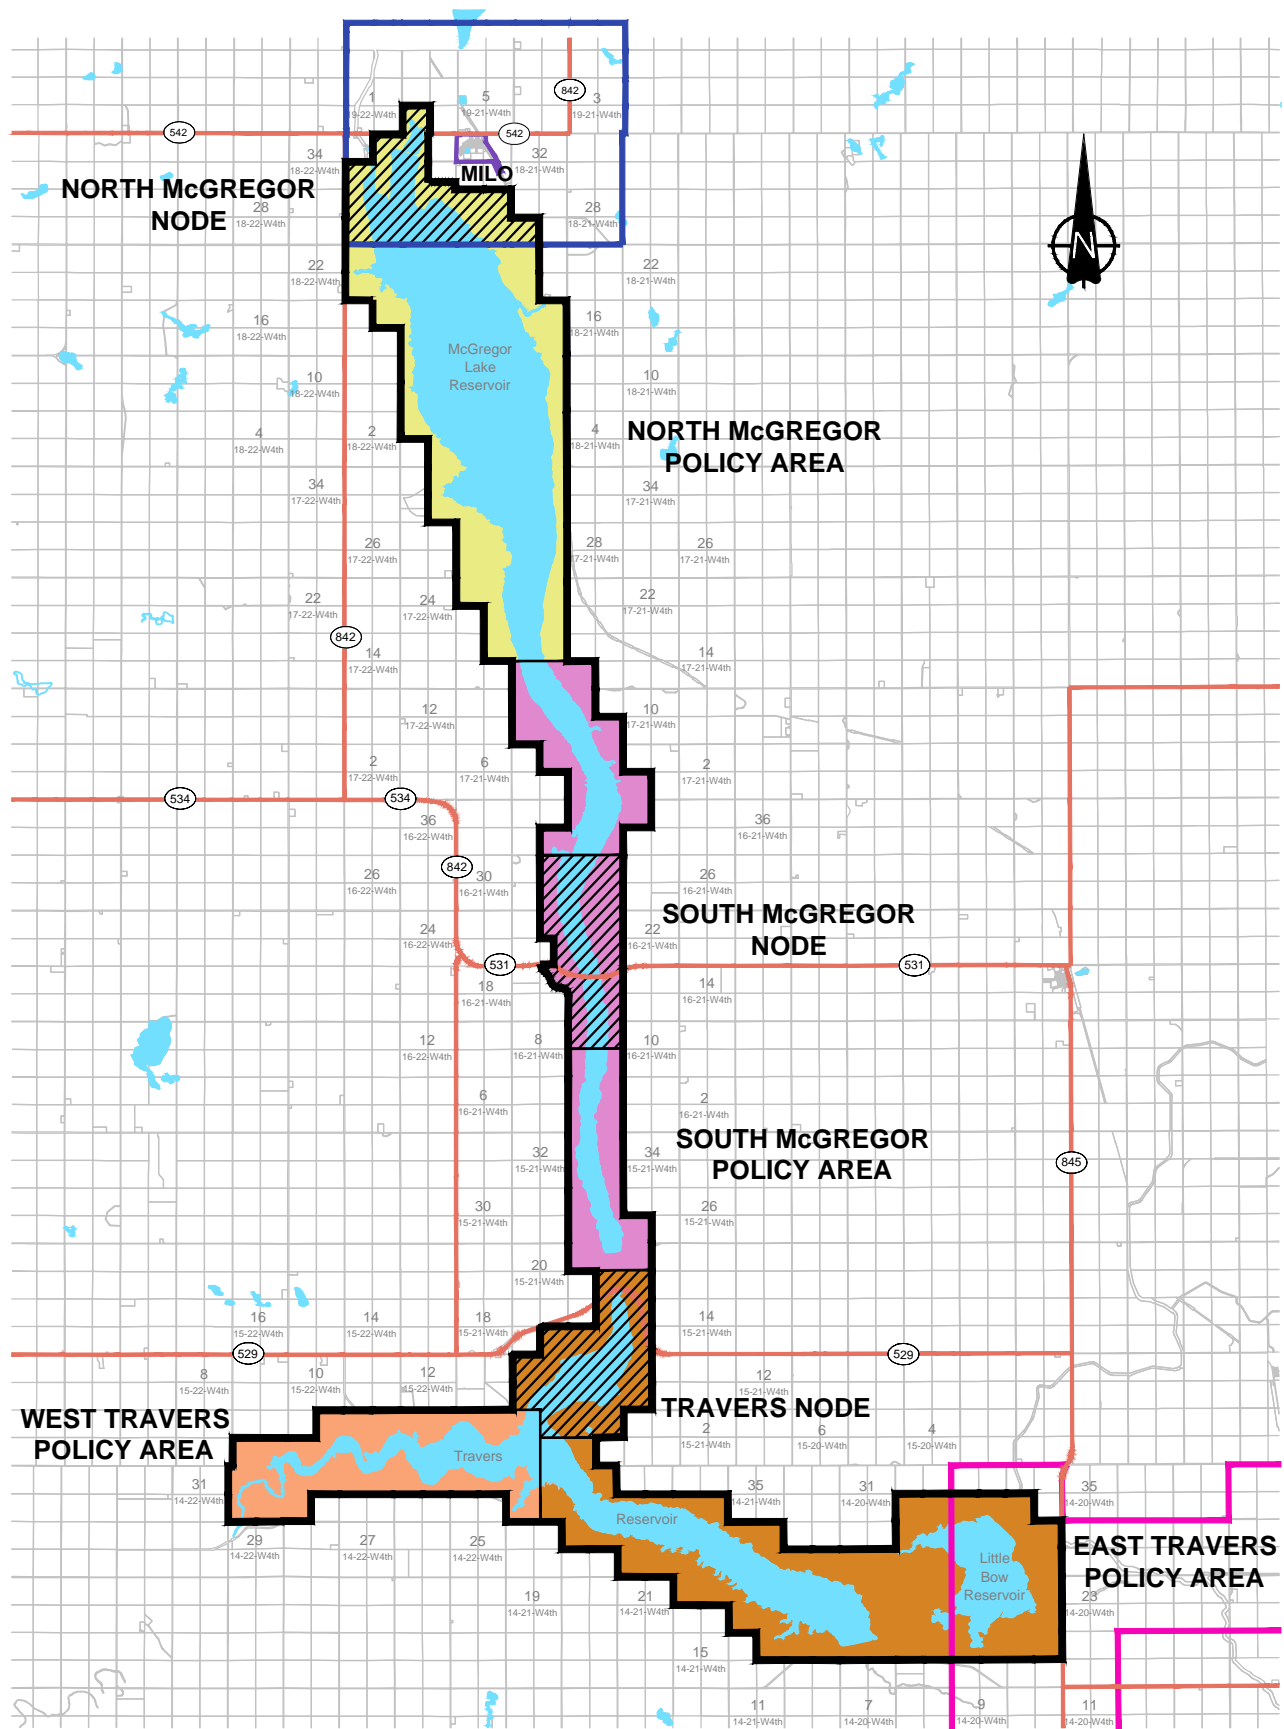 842
1
19-22-W4th
5
19-21-W4th
3
19-21-W4th
542
542
34
18-22-W4th
32
18-21-W4th
MILO
NORTH McGREGOR
NODE
28
18-22-W4th
28
18-21-W4th
N
22
18-22-W4th
22
18-21-W4th
16
18-22-W4th
16
18-21-W4th
McGregor
Lake
Reservoir
10
18-22-W4th
10
18-21-W4th
4
18-22-W4th
2
18-22-W4th
4
18-21-W4th
NORTH McGREGOR
POLICY AREA
34
17-22-W4th
34
17-21-W4th
26
17-22-W4th
28
17-21-W4th
26
17-21-W4th
22
17-22-W4th
24
17-22-W4th
22
17-21-W4th
842
14
17-22-W4th
14
17-21-W4th
12
17-22-W4th
10
17-21-W4th
2
17-22-W4th
6
17-21-W4th
2
17-21-W4th
534
534
36
16-22-W4th
36
16-21-W4th
842
26
16-22-W4th
30
16-21-W4th
26
16-21-W4th
SOUTH McGREGOR
NODE
24
16-22-W4th
22
16-21-W4th
531
531
18
16-21-W4th
14
16-21-W4th
12
16-22-W4th
8
16-21-W4th
10
16-21-W4th
6
16-21-W4th
2
16-21-W4th
SOUTH McGREGOR
POLICY AREA
32
15-21-W4th
34
15-21-W4th
845
30
15-21-W4th
26
15-21-W4th
20
15-21-W4th
16
15-22-W4th
14
15-22-W4th
18
15-21-W4th
14
15-21-W4th
529
529
8
15-22-W4th
10
15-22-W4th
12
15-22-W4th
12
15-21-W4th
TRAVERS NODE
WEST TRAVERS
POLICY AREA
2
15-21-W4th
6
15-20-W4th
4
15-20-W4th
Travers
31
14-22-W4th
35
14-21-W4th
31
14-20-W4th
35
14-20-W4th
Reservoir
29
14-22-W4th
27
14-22-W4th
25
14-22-W4th
EAST TRAVERS
POLICY AREA
Little
Bow
Reservoir
19
14-21-W4th
21
14-21-W4th
23
14-20-W4th
15
14-21-W4th
11
14-21-W4th
7
14-20-W4th
9
14-20-W4th
11
14-20-W4th